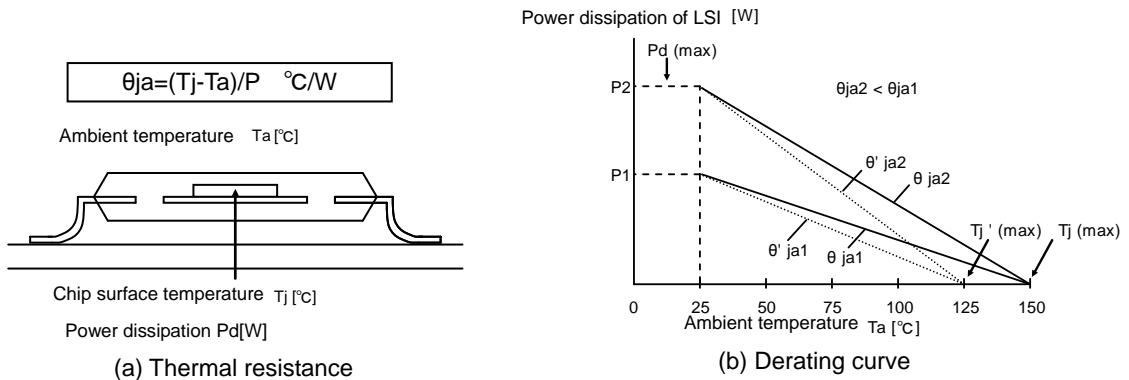 θja=(Tj-Ta)/P °C/W
Ambient temperature Ta [°C]
Chip surface temperature Tj [°C]
Power dissipation Pd[W]
(a) Thermal resistance
Power dissipation of LSI [W]
Pd (max)
P2
θja2 < θja1
P1
θ' ja2
θ ja2
Tj ' (max)
Tj (max)
θ' ja1
θ ja1
0 25 50 75 100 125 150
Ambient temperature Ta [°C]
(b) Derating curve